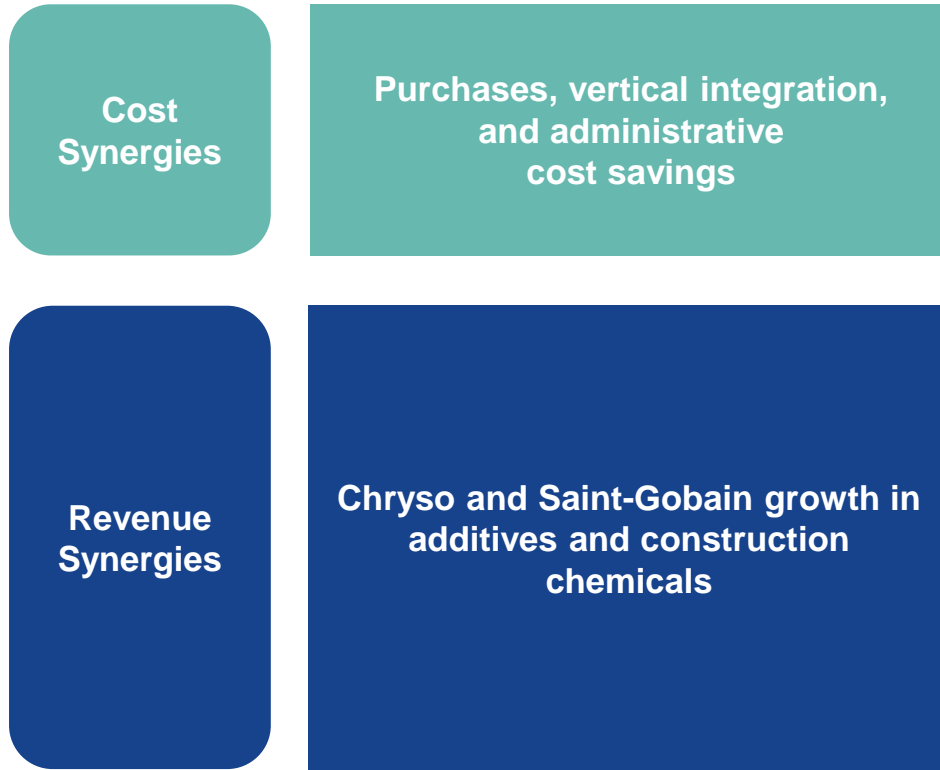 Cost
Synergies
Purchases, vertical integration,
and administrative
cost savings
Revenue
Synergies
Chryso and Saint-Gobain growth in
additives and construction
chemicals